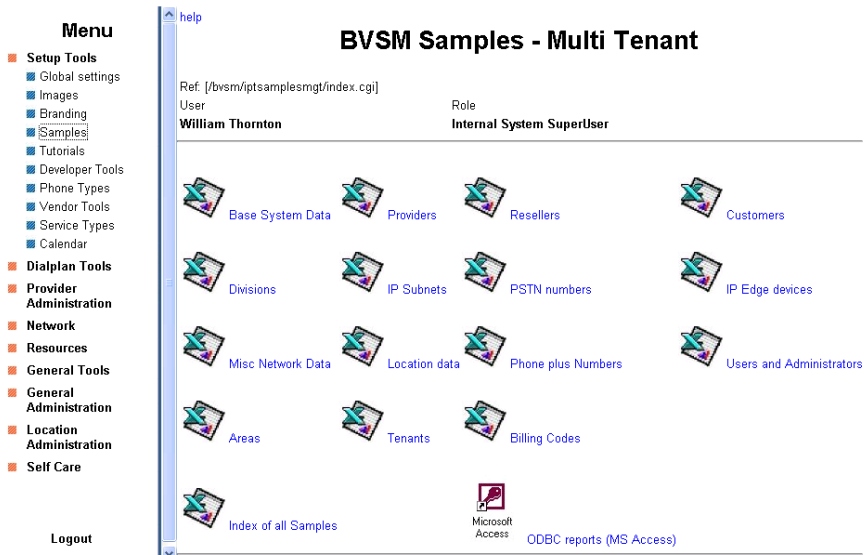 Menu
Setup Tools
Global settings
Images
Branding
Samples
Tutorials
Developer Tools
Phone Types
Vendor Tools
Service Types
Calendar
Dialplan Tools
Provider
Administration
Network
Resources
General Tools
General
Administration
Location
Administration
Self Care
Logout
help
BVSM Samples - Multi Tenant
Ref: [/bvsm/iptsamplesmgt/index.cgi]
User Role
William Thornton Internal System SuperUser
Base System Data Providers Resellers Customers
Divisions IP Subnets PSTN numbers IP Edge devices
Misc Network Data Location data Phone plus Numbers Users and Administrators
Areas Tenants Billing Codes
Index of all Samples
Microsoft
Access
ODBC reports (MS Access)